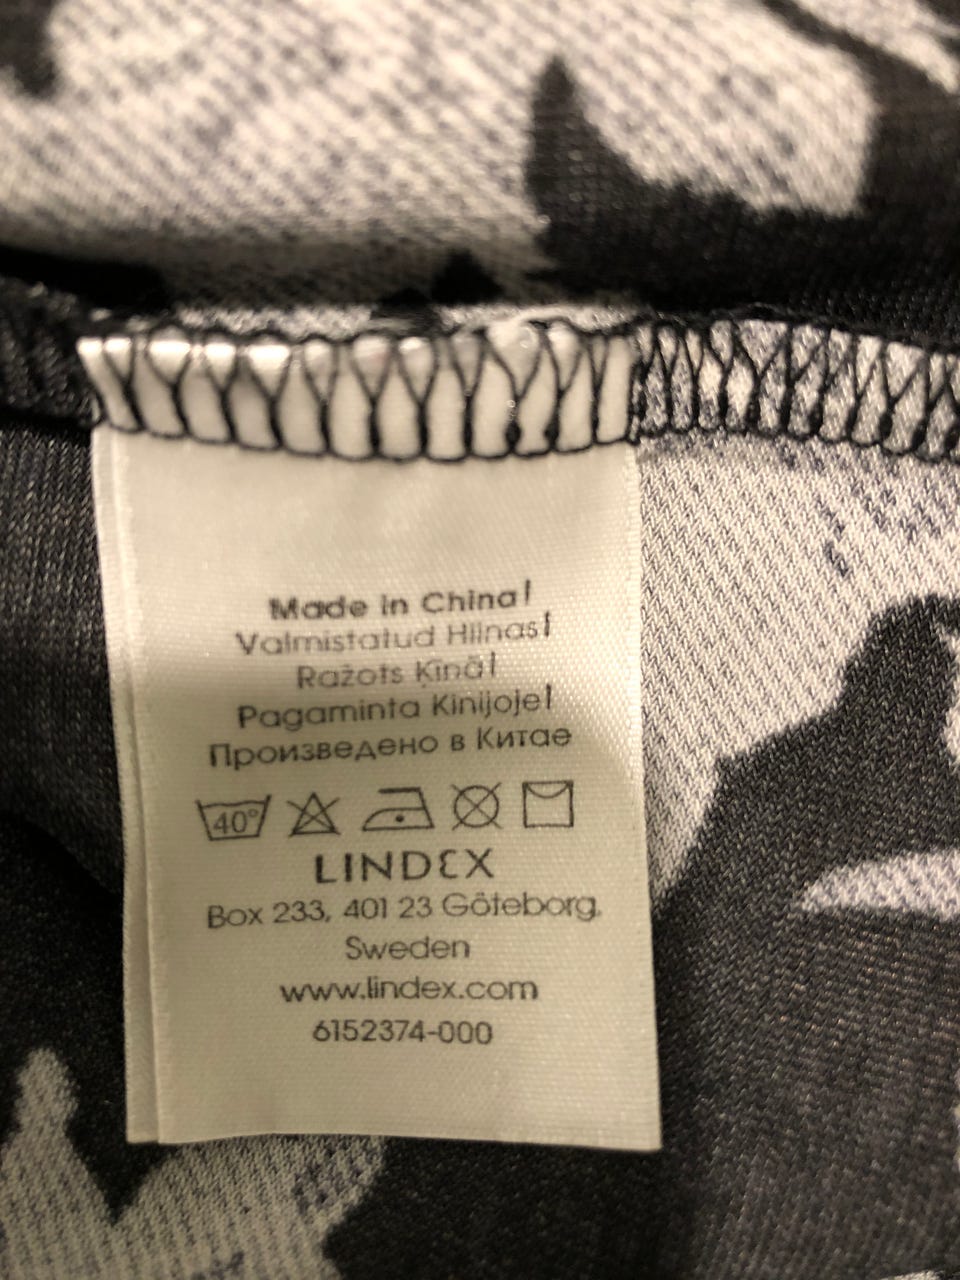 Made in China/
Valmistatud Hiinas/
Ražots Ķīnā/
Pagaminta Kinijoje/
Произведено в Китае
40°
LINDEX
Box 233, 401 23 Göteborg,
Sweden
www.lindex.com
6152374-000